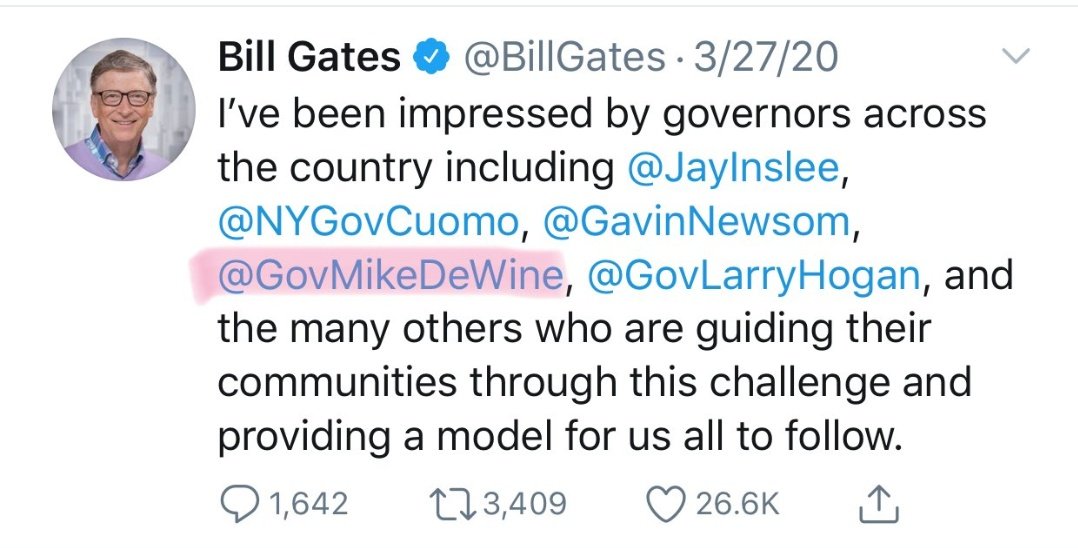 Bill Gates @BillGates · 3/27/20
I’ve been impressed by governors across
the country including @JayInslee,
@NYGovCuomo, @GavinNewsom,
@GovMikeDeWine, @GovLarryHogan, and
the many others who are guiding their
communities through this challenge and
providing a model for us all to follow.
1,642 3,409 26.6K